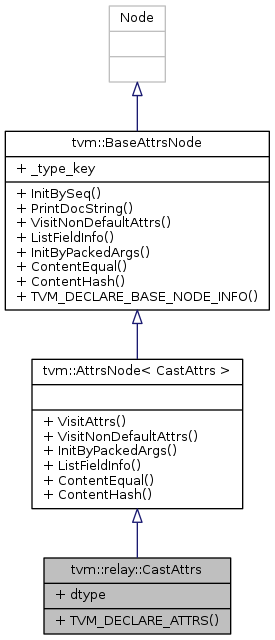 Node
tvm::BaseAttrsNode
+ _type_key
+ InitBySeq()
+ PrintDocString()
+ VisitNonDefaultAttrs()
+ ListFieldInfo()
+ InitByPackedArgs()
+ ContentEqual()
+ ContentHash()
+ TVM_DECLARE_BASE_NODE_INFO()
tvm::AttrsNode< CastAttrs >
+ VisitAttrs()
+ VisitNonDefaultAttrs()
+ InitByPackedArgs()
+ ListFieldInfo()
+ ContentEqual()
+ ContentHash()
tvm::relay::CastAttrs
+ dtype
+ TVM_DECLARE_ATTRS()